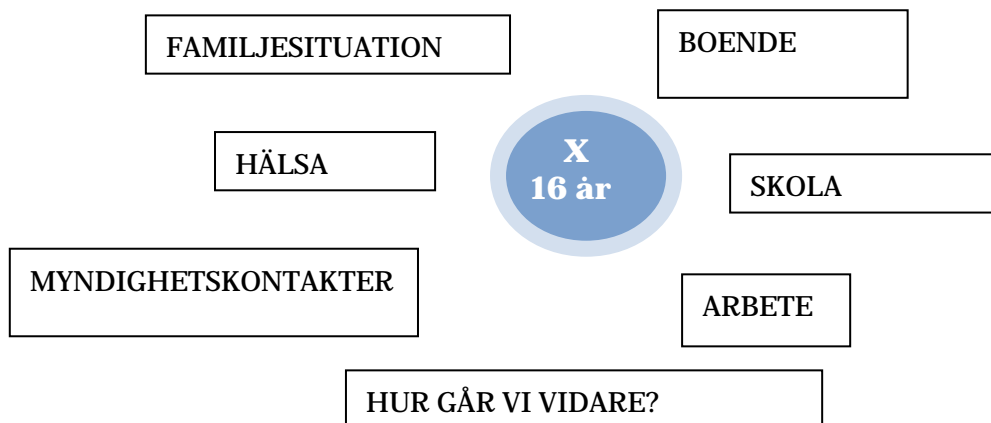 FAMILJESITUATION
BOENDE
HÄLSA
X
16 år
SKOLA
MYNDIGHETSKONTAKTER
ARBETE
HUR GÅR VI VIDARE?